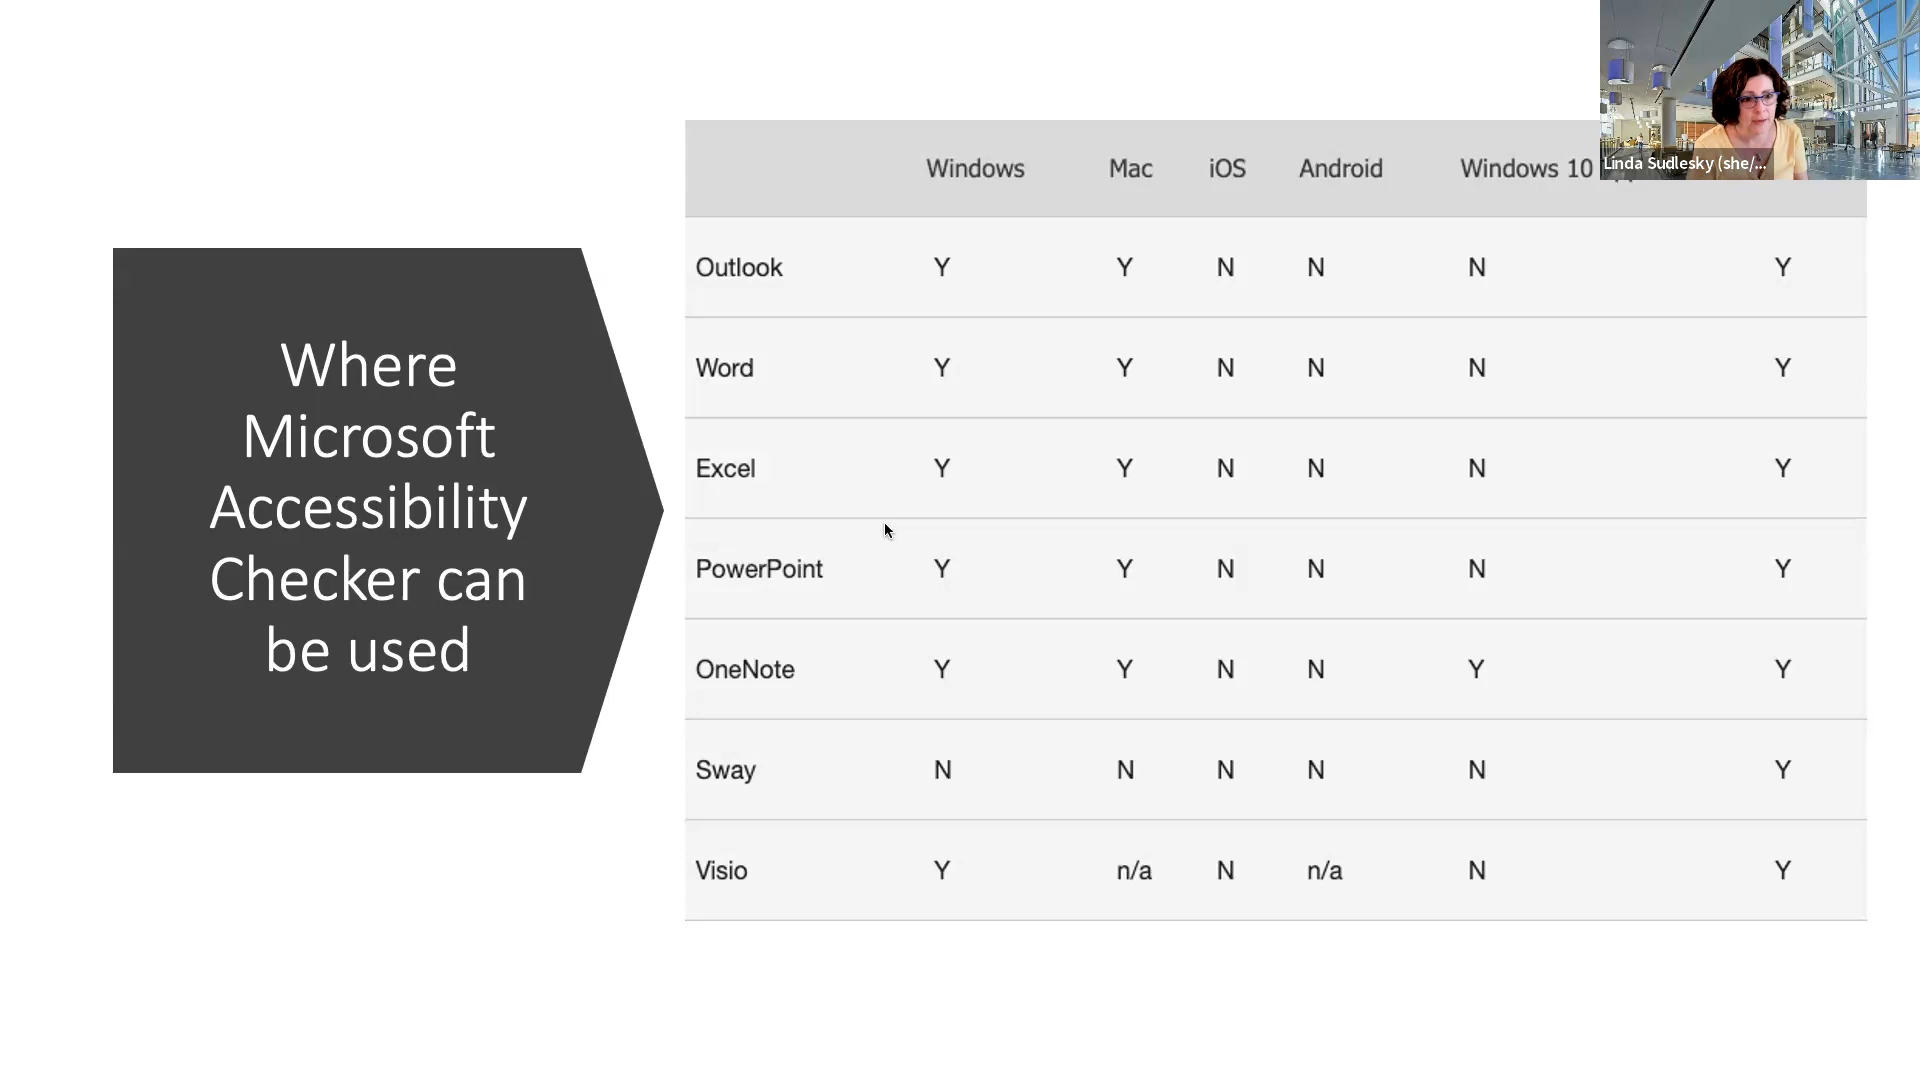 Linda Sudlesky (she/...
Where
Microsoft
Accessibility
Checker can
be used
Windows Mac iOS Android Windows 10
Outlook Y Y N N N Y
Word Y Y N N N Y
Excel Y Y N N N Y
PowerPoint Y Y N N N Y
OneNote Y Y N N Y Y
Sway N N N N N Y
Visio Y n/a N n/a N Y